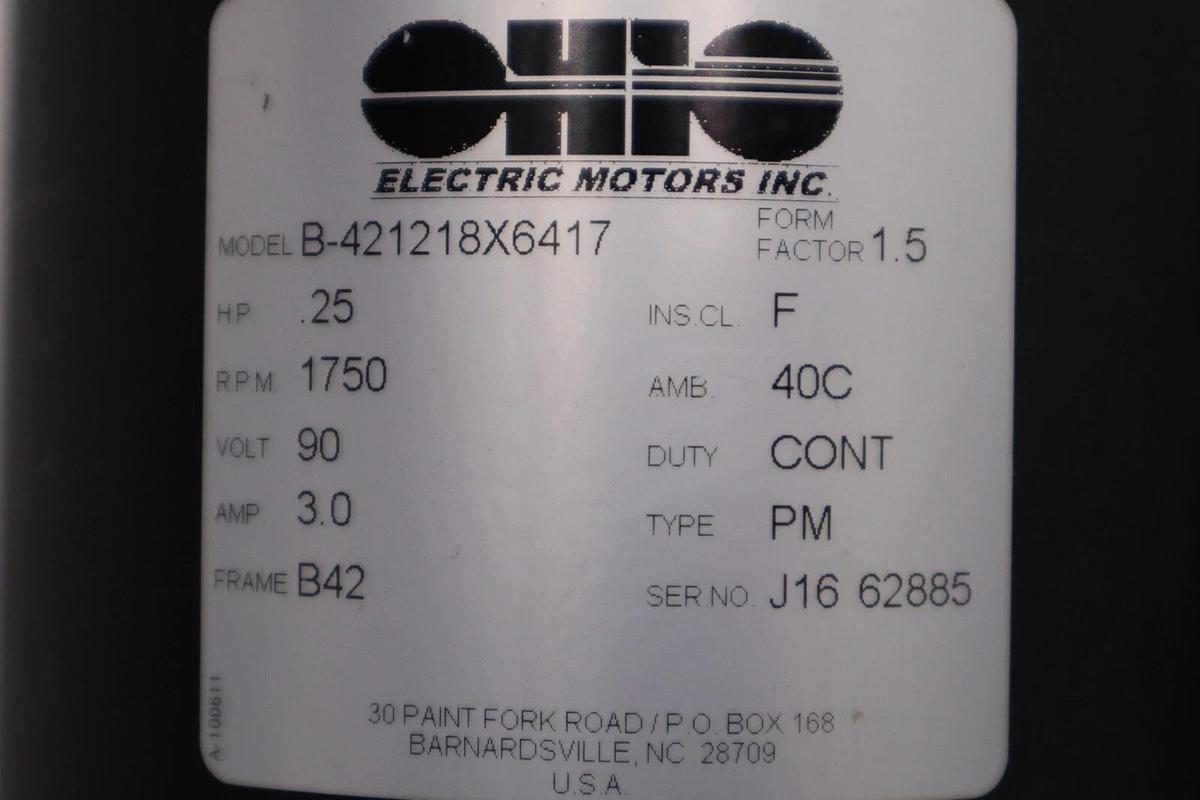 OHIO
ELECTRIC MOTORS INC.
MODEL B-421218X6417
FORM
FACTOR 1.5
H.P. .25
INS.CL. F
R.P.M. 1750
AMB. 40C
VOLT 90
DUTY CONT
AMP. 3.0
TYPE PM
FRAME B42
SER.NO. J16 62885
A-100611
30 PAINT FORK ROAD / P.O. BOX 168
BARNARDSVILLE, NC 28709
U.S.A.